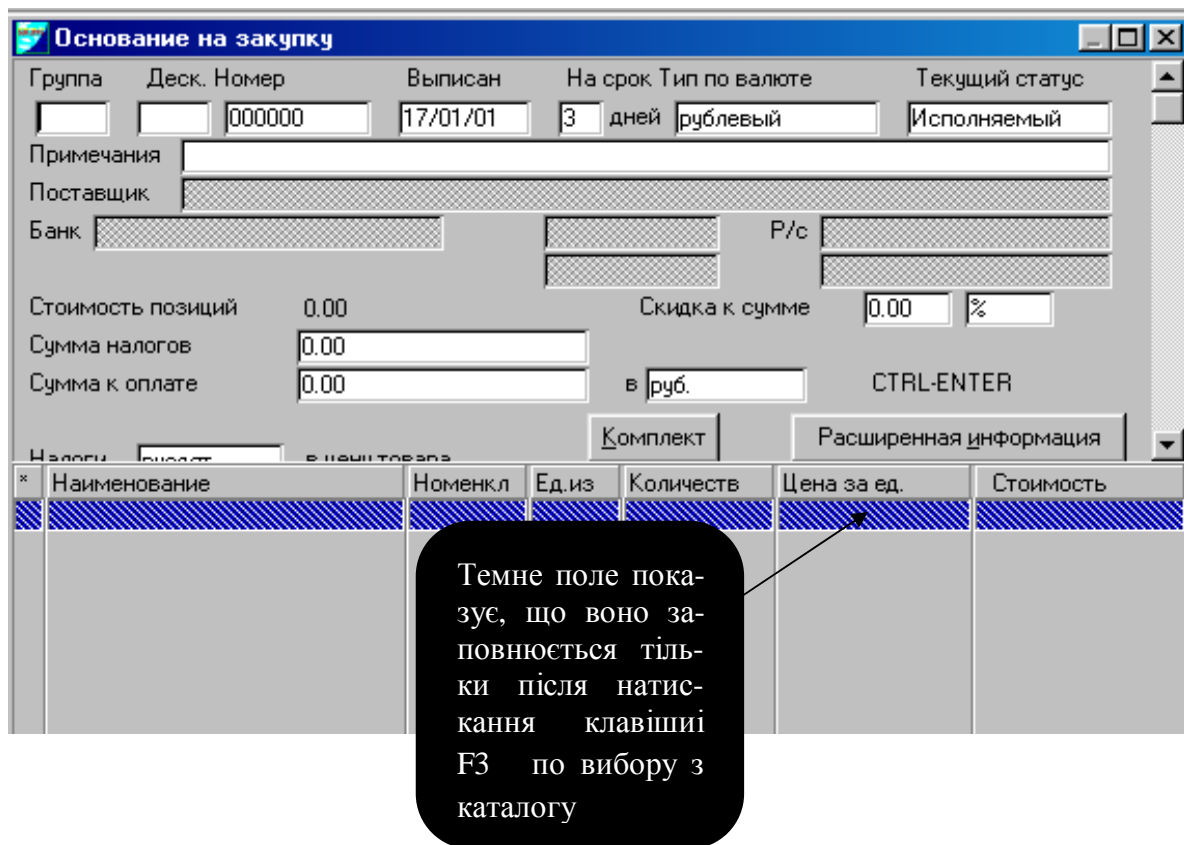 Основание на закупку
Группа Деск. Номер Выписан На срок Тип по валюте Текущий статус
000000 17/01/01 3 дней рублевый Исполняемый
Примечания
Поставщик
Банк Р/с
Стоимость позиций 0.00 Скидка к сумме 0.00 %
Сумма налогов 0.00
Сумма к оплате 0.00 в руб. CTRL-ENTER
Комплект Расширенная информация
Налоги в цену товара
* Наименование Номенкл Ед.из Количеств Цена за ед. Стоимость
Темне поле пока-
зує, що воно за-
повнюється тіль-
ки після натис-
кання клавішиі
F3 по вибору з
каталогу